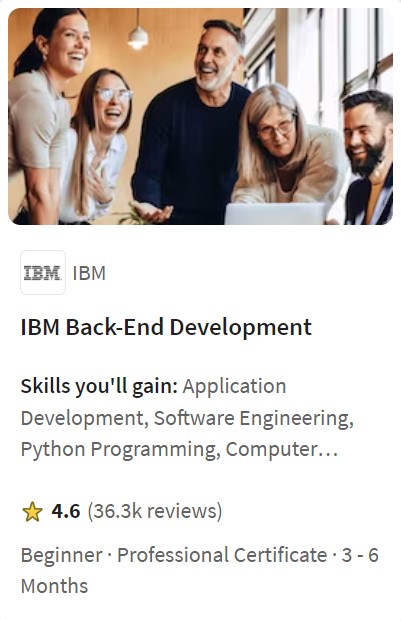 IBM IBM
IBM Back-End Development
Skills you'll gain: Application
Development, Software Engineering,
Python Programming, Computer…
4.6 (36.3k reviews)
Beginner · Professional Certificate · 3 - 6
Months